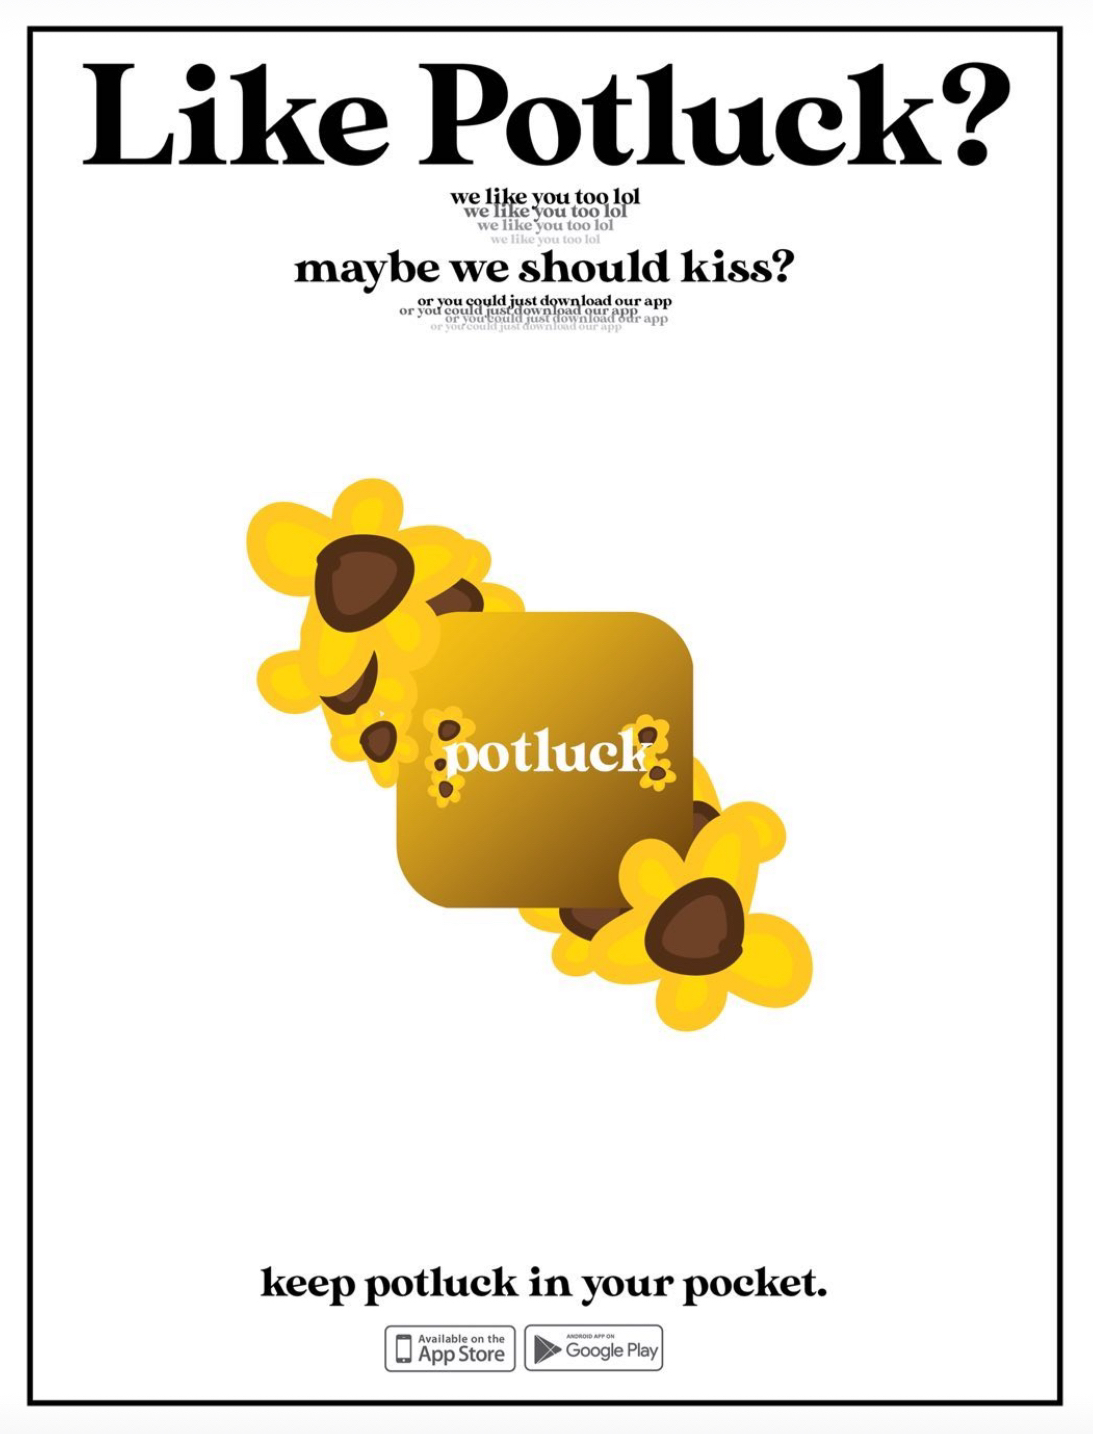 Like Potluck?
we like you too lol
we like you too lol
we like you too lol
we like you too lol
maybe we should kiss?
or you could just download our app
or you could just download our app
or you could just download our app
or you could just download our app
potluck
keep potluck in your pocket.
Available on the
App Store
ANDROID APP ON
Google Play